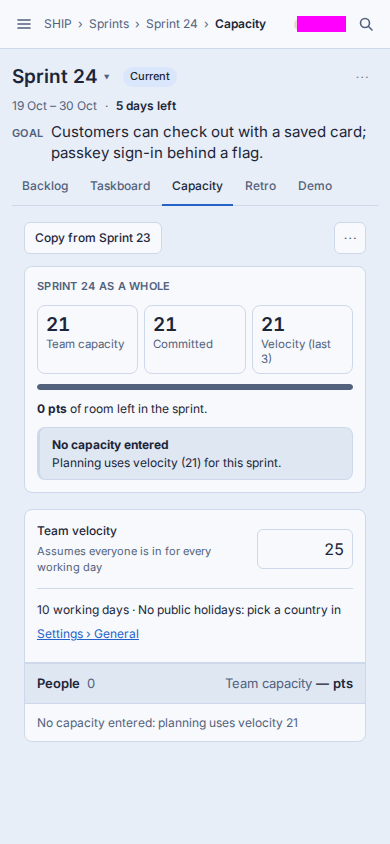 SHIP › Sprints › Sprint 24 › Capacity
Sprint 24 ▾ Current ...
19 Oct – 30 Oct · 5 days left
GOAL Customers can check out with a saved card;
passkey sign-in behind a flag.
Backlog Taskboard Capacity Retro Demo
Copy from Sprint 23 ...
SPRINT 24 AS A WHOLE
21 21 21
Team capacity Committed Velocity (last
3)
0 pts of room left in the sprint.
No capacity entered
Planning uses velocity (21) for this sprint.
Team velocity
Assumes everyone is in for every
working day
25
10 working days · No public holidays: pick a country in
Settings › General
People 0 Team capacity — pts
No capacity entered: planning uses velocity 21